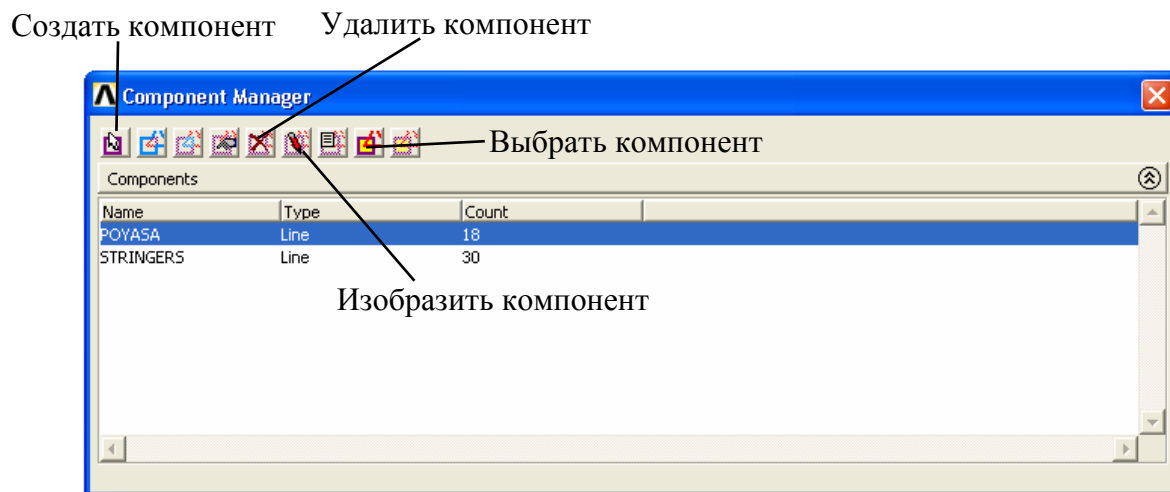 Создать компонент Удалить компонент
Component Manager
Выбрать компонент
Components
Name Type Count
POYASA Line 18
STRINGERS Line 30
Изобразить компонент